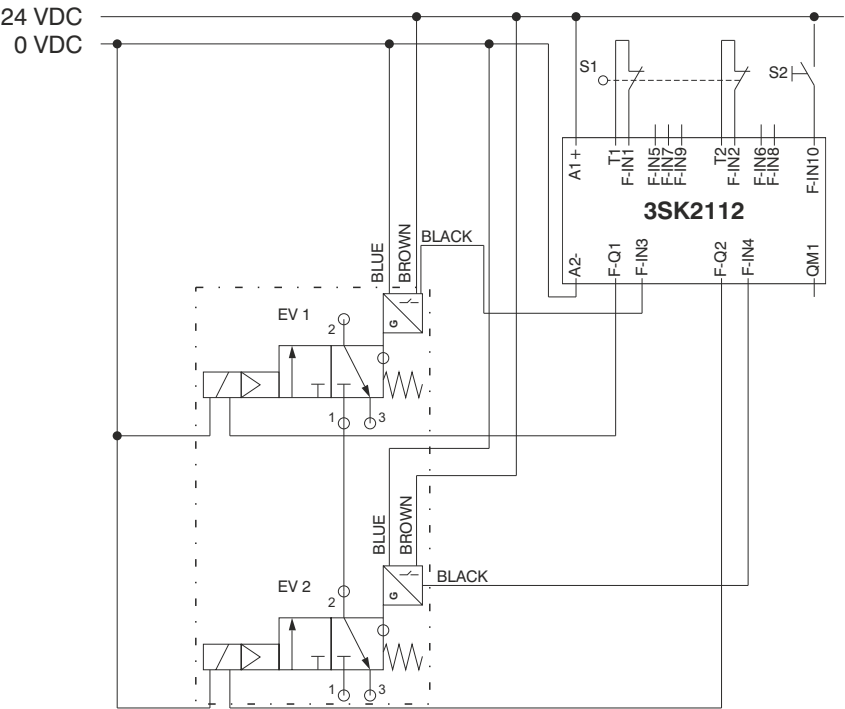 24 VDC
0 VDC
S1
S2
A1+
T1
F-IN1
F-IN5
F-IN7
F-IN9
T2
F-IN2
F-IN6
F-IN8
F-IN10
3SK2112
A2-
F-Q1
F-IN3
F-Q2
F-IN4
QM1
BLUE
BROWN
BLACK
EV 1
2
G
1
3
BLUE
BROWN
BLACK
EV 2
2
G
1
3